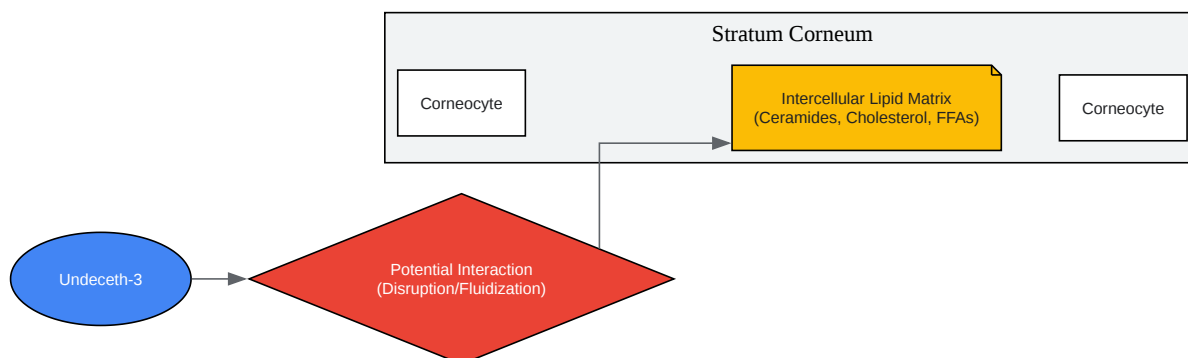 Stratum Corneum
Corneocyte
Intercellular Lipid Matrix
(Ceramides, Cholesterol, FFAs)
Corneocyte
Undeceth-3
Potential Interaction
(Disruption/Fluidization)